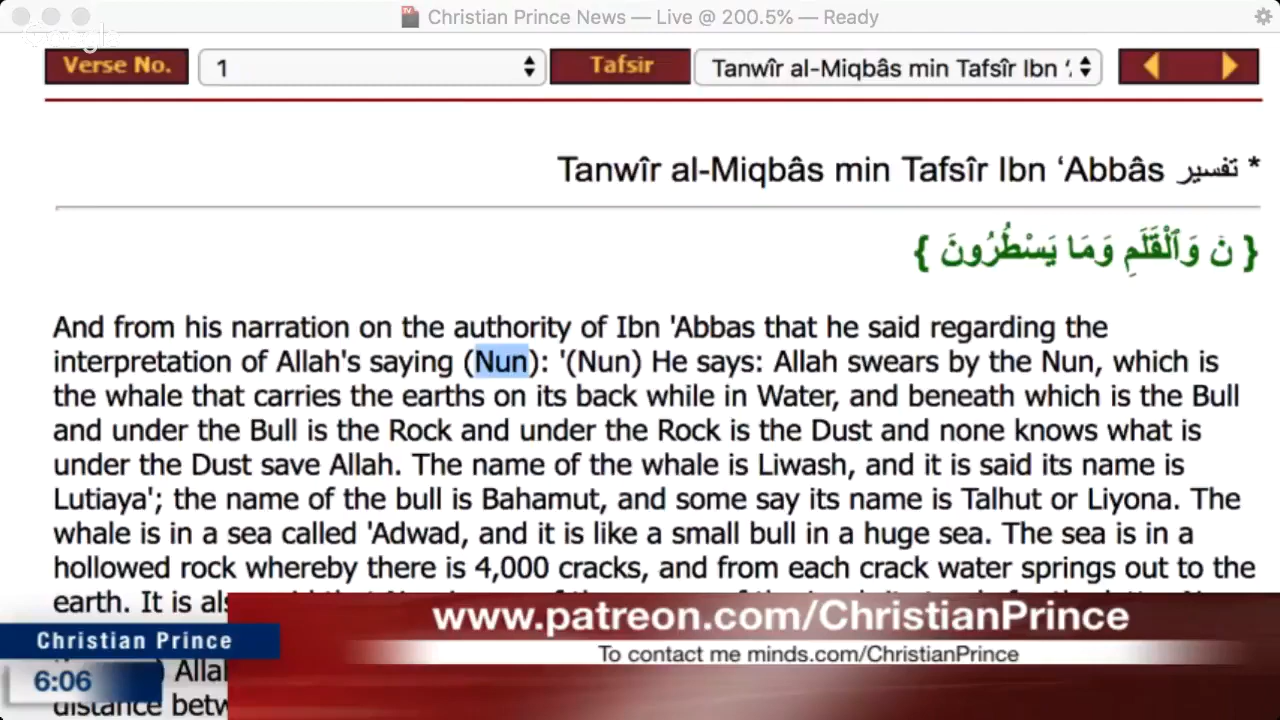 Christian Prince News — Live @ 200.5% — Ready
Google
Verse No. 1 Tafsir Tanwîr al-Miqbâs min Tafsîr Ibn ‘
* تفسير Tanwîr al-Miqbâs min Tafsîr Ibn ‘Abbâs
{ نۤ وَٱلْقَلَمِ وَمَا يَسْطُرُونَ }
And from his narration on the authority of Ibn 'Abbas that he said regarding the
interpretation of Allah's saying (Nun): '(Nun) He says: Allah swears by the Nun, which is
the whale that carries the earths on its back while in Water, and beneath which is the Bull
and under the Bull is the Rock and under the Rock is the Dust and none knows what is
under the Dust save Allah. The name of the whale is Liwash, and it is said its name is
Lutiaya'; the name of the bull is Bahamut, and some say its name is Talhut or Liyona. The
whale is in a sea called 'Adwad, and it is like a small bull in a huge sea. The sea is in a
hollowed rock whereby there is 4,000 cracks, and from each crack water springs out to the
earth. It is
www.patreon.com/ChristianPrince
Christian Prince
To contact me minds.com/ChristianPrince
6:06
distance